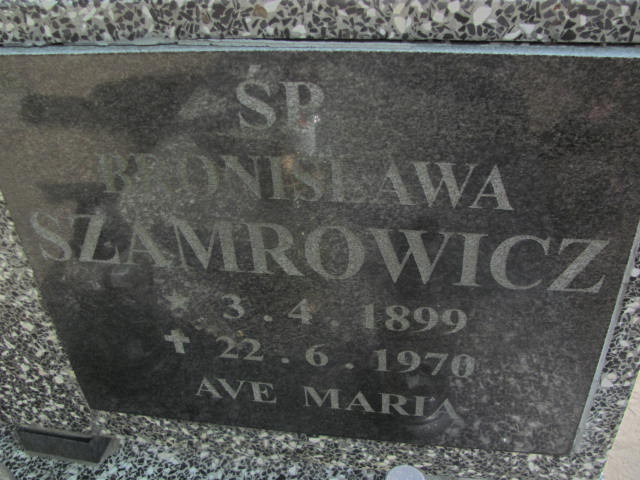 ŚP
BRONISŁAWA
SZAMROWICZ
* 3.4.1899
✝ 22.6.1970
AVE MARIA